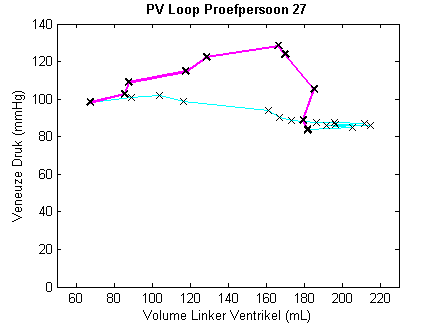 PV Loop Proefpersoon 27
140
120
100
80
60
40
20
0
Veneuze Druk (mmHg)
60 80 100 120 140 160 180 200 220
Volume Linker Ventrikel (mL)